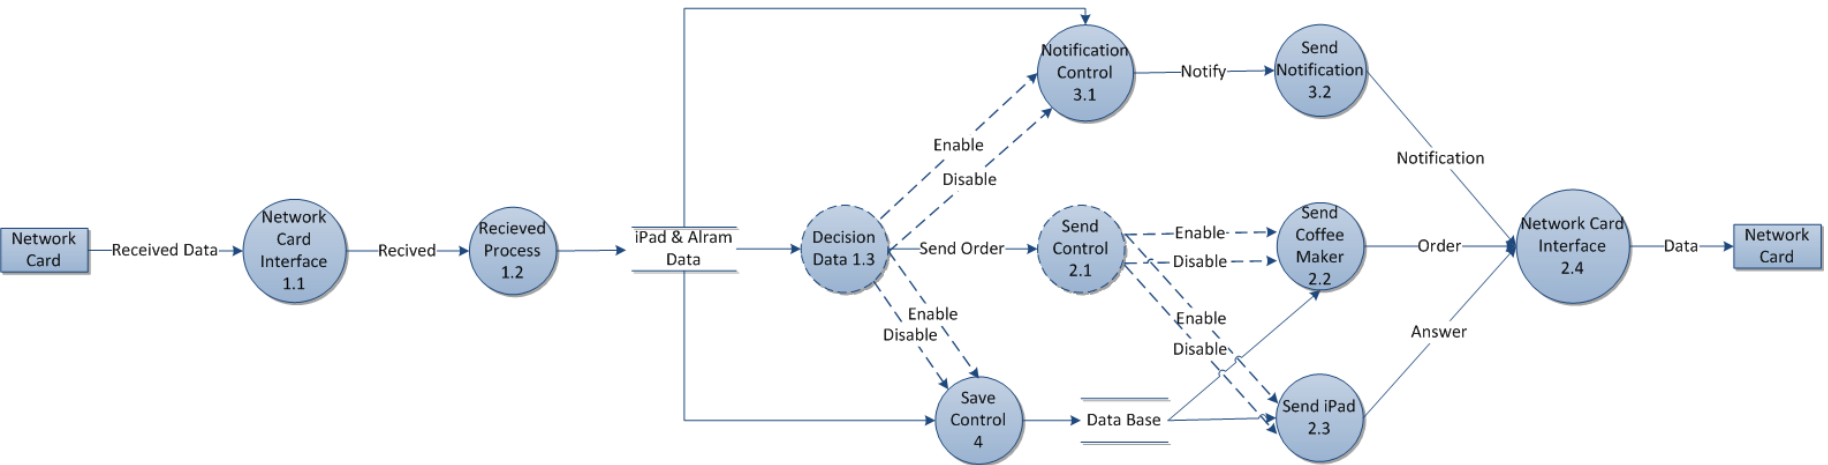 Network
Card
Received Data
Network
Card
Interface
1.1
Recived
Recieved
Process
1.2
iPad & Alram
Data
Decision
Data 1.3
Enable
Disable
Send Order
Enable
Disable
Notification
Control
3.1
Notify
Send
Notification
3.2
Notification
Send
Control
2.1
Enable
Disable
Enable
Disable
Send
Coffee
Maker
2.2
Order
Save
Control
4
Data Base
Send iPad
2.3
Answer
Network Card
Interface
2.4
Data
Network
Card